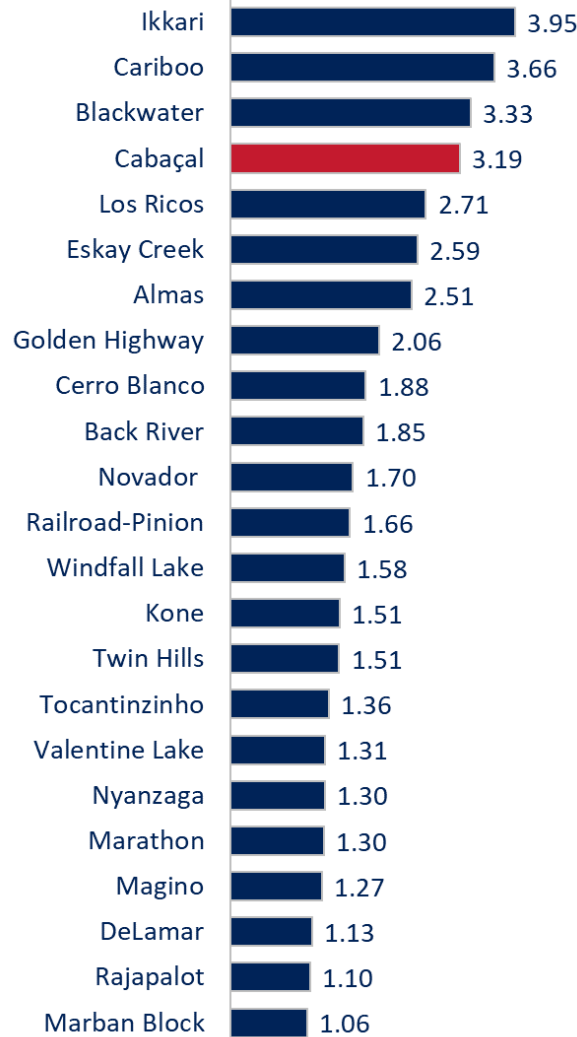 Ikkari 3.95
Cariboo 3.66
Blackwater 3.33
Cabaçal 3.19
Los Ricos 2.71
Eskay Creek 2.59
Almas 2.51
Golden Highway 2.06
Cerro Blanco 1.88
Back River 1.85
Novador 1.70
Railroad-Pinion 1.66
Windfall Lake 1.58
Kone 1.51
Twin Hills 1.51
Tocantinzinho 1.36
Valentine Lake 1.31
Nyanzaga 1.30
Marathon 1.30
Magino 1.27
DeLamar 1.13
Rajapalot 1.10
Marban Block 1.06